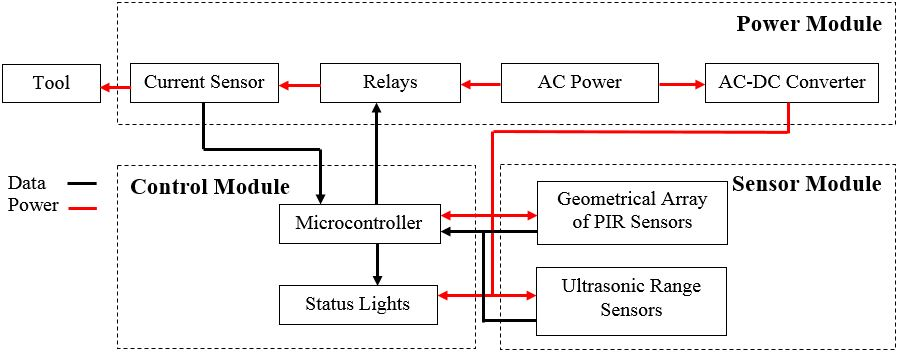 Power Module
Tool
Current Sensor
Relays
AC Power
AC-DC Converter
Data
Power
Control Module
Sensor Module
Microcontroller
Geometrical Array
of PIR Sensors
Status Lights
Ultrasonic Range
Sensors